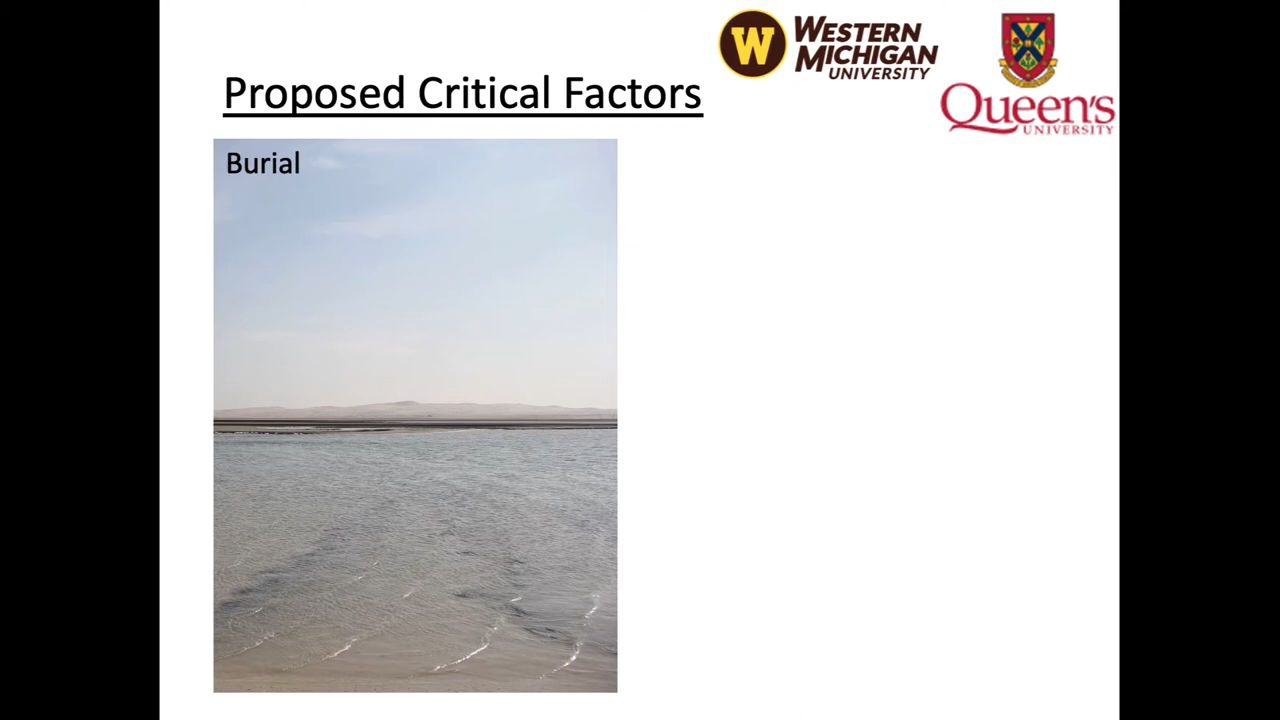 W
WESTERN
MICHIGAN
UNIVERSITY
Queen's
UNIVERSITY
Proposed Critical Factors
Burial